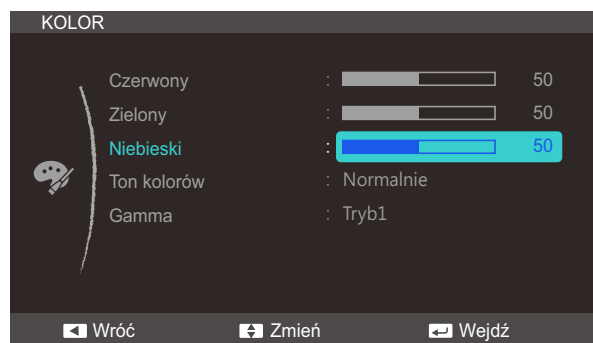 KOLOR
Czerwony : 50
Zielony : 50
Niebieski : 50
Ton kolorów : Normalnie
Gamma : Tryb1
Wróć Zmień Wejdź